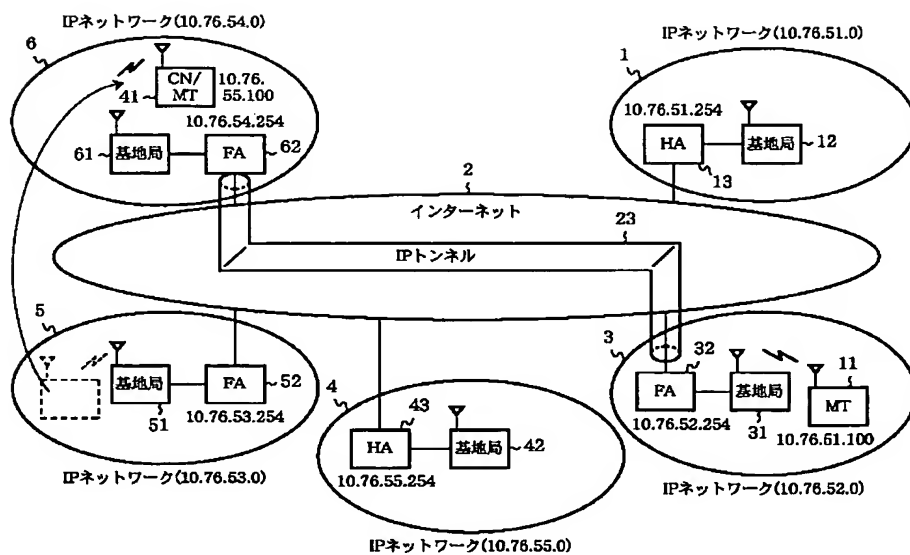 IPネットワーク(10.76.54.0)
6
CN/
MT
41
10.76.
55.100
10.76.54.254
61
基地局
FA
62
IPネットワーク(10.76.51.0)
1
10.76.51.254
HA
基地局
12
13
2
インターネット
23
IPトンネル
5
基地局
FA
52
51
10.76.53.254
IPネットワーク(10.76.53.0)
4
43
HA
基地局
42
10.76.55.254
IPネットワーク(10.76.55.0)
3
32
11
FA
基地局
MT
10.76.52.254
31
10.76.51.100
IPネットワーク(10.76.52.0)